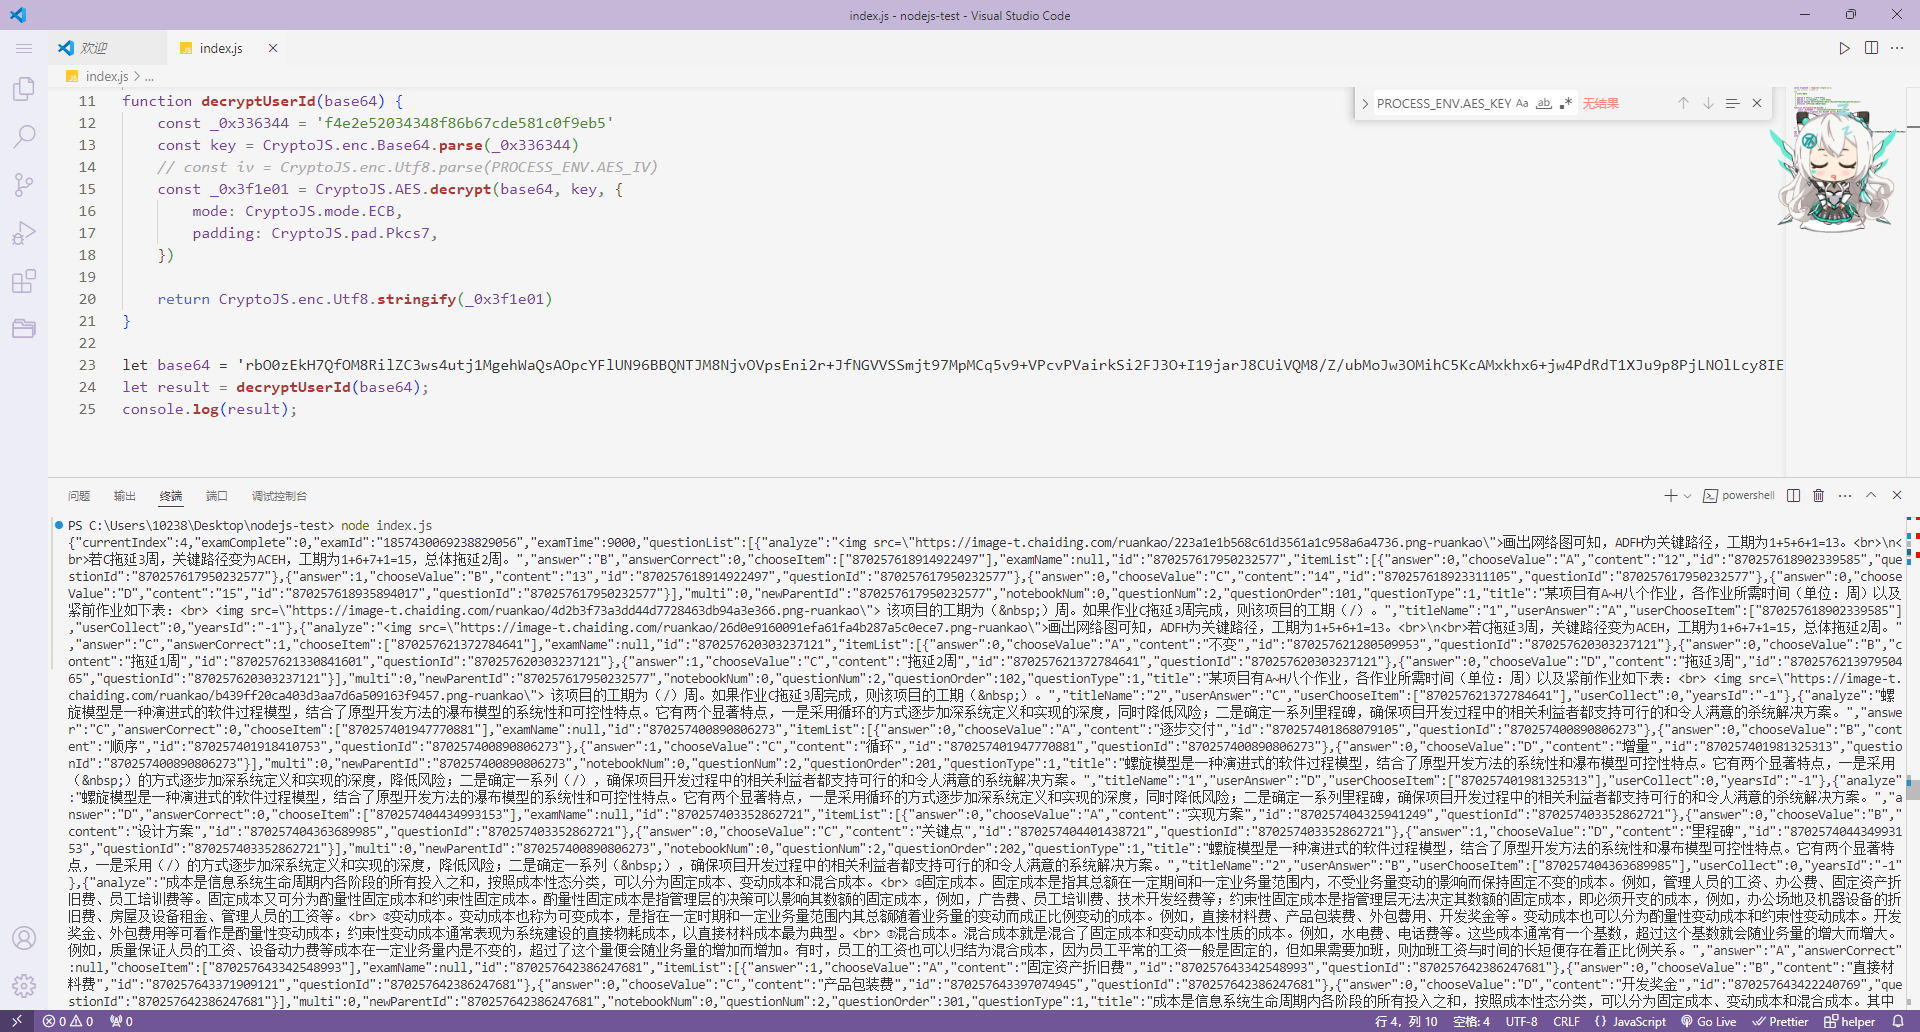 index.js - nodejs-test - Visual Studio Code
欢迎
index.js
index.js > ...
PROCESS_ENV.AES_KEY Aa ab .* 无结果
11 function decryptUserId(base64) {
12 const _0x336344 = 'f4e2e52034348f86b67cde581c0f9eb5'
13 const key = CryptoJS.enc.Base64.parse(_0x336344)
14 // const iv = CryptoJS.enc.Utf8.parse(PROCESS_ENV.AES_IV)
15 const _0x3f1e01 = CryptoJS.AES.decrypt(base64, key, {
16 mode: CryptoJS.mode.ECB,
17 padding: CryptoJS.pad.Pkcs7,
18 })
19
20 return CryptoJS.enc.Utf8.stringify(_0x3f1e01)
21 }
22
23 let base64 = 'rbO0zEkH7QfOM8RilZC3ws4utj1MgehWaQsAOpcYFlUN96BBQNTJM8NjvOVpsEni2r+JfNGVVSSmjt97MpMCq5v9+VPcvPVairkSi2FJ3O+I19jarJ8CUiVQM8/Z/ubMoJw3OMihC5KcAMxkhx6+jw4PdRdT1XJu9p8PjLNOlLcy8IE
24 let result = decryptUserId(base64);
25 console.log(result);
问题 输出 终端 端口 调试控制台
powershell
PS C:\Users\10238\Desktop\nodejs-test> node index.js
{"currentIndex":4,"examComplete":0,"examId":"1857430069238829056","examTime":9000,"questionList":[{"analyze":"<img src=\"https://image-t.chaiding.com/ruankao/223a1e1b568c61d3561a1c958a6a4736.png-ruankao\">画出网络图可知，ADFH为关键路径，工期为1+5+6+1=13。<br>\n<
br>若C拖延3周，关键路径变为ACEH，工期为1+6+7+1=15，总体拖延2周。","answer":"B","answerCorrect":0,"chooseItem":["870257618914922497"],"examName":null,"id":"870257617950232577","itemList":[{"answer":0,"chooseValue":"A","content":"12","id":"870257618902339585","que
stionId":"870257617950232577"},{"answer":1,"chooseValue":"B","content":"13","id":"870257618914922497","questionId":"870257617950232577"},{"answer":0,"chooseValue":"C","content":"14","id":"870257618923311105","questionId":"870257617950232577"},{"answer":0,"choose
Value":"D","content":"15","id":"870257618935894017","questionId":"870257617950232577"}],"multi":0,"newParentId":"870257617950232577","notebookNum":0,"questionNum":2,"questionOrder":101,"questionType":1,"title":"某项目有A~H八个作业，各作业所需时间（单位：周）以及
紧前作业如下表：<br> <img src=\"https://image-t.chaiding.com/ruankao/4d2b3f73a3dd44d7728463db94a3e366.png-ruankao\"> 该项目的工期为（&nbsp;）周。如果作业C拖延3周完成，则该项目的工期（/）。","titleName":"1","userAnswer":"A","userChooseItem":["870257618902339585"]
,"userCollect":0,"yearsId":"-1"},{"analyze":"<img src=\"https://image-t.chaiding.com/ruankao/26d0e9160091efa61fa4b287a5c0ece7.png-ruankao\">画出网络图可知，ADFH为关键路径，工期为1+5+6+1=13。<br>\n<br>若C拖延3周，关键路径变为ACEH，工期为1+6+7+1=15，总体拖延2周。"
,"answer":"C","answerCorrect":1,"chooseItem":["870257621372784641"],"examName":null,"id":"870257620303237121","itemList":[{"answer":0,"chooseValue":"A","content":"不变","id":"870257621280509953","questionId":"870257620303237121"},{"answer":0,"chooseValue":"B","c
ontent":"拖延1周","id":"870257621330841601","questionId":"870257620303237121"},{"answer":1,"chooseValue":"C","content":"拖延2周","id":"870257621372784641","questionId":"870257620303237121"},{"answer":0,"chooseValue":"D","content":"拖延3周","id":"8702576213979504
65","questionId":"870257620303237121"}],"multi":0,"newParentId":"870257617950232577","notebookNum":0,"questionNum":2,"questionOrder":102,"questionType":1,"title":"某项目有A~H八个作业，各作业所需时间（单位：周）以及紧前作业如下表：<br> <img src=\"https://image-t.
chaiding.com/ruankao/b439ff20ca403d3aa7d6a509163f9457.png-ruankao\"> 该项目的工期为（/）周。如果作业C拖延3周完成，则该项目的工期（&nbsp;）。","titleName":"2","userAnswer":"C","userChooseItem":["870257621372784641"],"userCollect":0,"yearsId":"-1"},{"analyze":"螺
旋模型是一种演进式的软件过程模型，结合了原型开发方法的瀑布模型的系统性和可控性特点。它有两个显著特点，一是采用循环的方式逐步加深系统定义和实现的深度，同时降低风险；二是确定一系列里程碑，确保项目开发过程中的相关利益者都支持可行的和令人满意的杀统解决方案。","answe
r":"C","answerCorrect":0,"chooseItem":["870257401947770881"],"examName":null,"id":"870257400890806273","itemList":[{"answer":0,"chooseValue":"A","content":"逐步交付","id":"870257401868079105","questionId":"870257400890806273"},{"answer":0,"chooseValue":"B","cont
ent":"顺序","id":"870257401918410753","questionId":"870257400890806273"},{"answer":1,"chooseValue":"C","content":"循环","id":"870257401947770881","questionId":"870257400890806273"},{"answer":0,"chooseValue":"D","content":"增量","id":"870257401981325313","question
Id":"870257400890806273"}],"multi":0,"newParentId":"870257400890806273","notebookNum":0,"questionNum":2,"questionOrder":201,"questionType":1,"title":"螺旋模型是一种演进式的软件过程模型，结合了原型开发方法的系统性和瀑布模型可控性特点。它有两个显著特点，一是采用
（&nbsp;）的方式逐步加深系统定义和实现的深度，降低风险；二是确定一系列（/），确保项目开发过程中的相关利益者都支持可行的和令人满意的系统解决方案。","titleName":"1","userAnswer":"D","userChooseItem":["870257401981325313"],"userCollect":0,"yearsId":"-1"},{"analyze"
:"螺旋模型是一种演进式的软件过程模型，结合了原型开发方法的瀑布模型的系统性和可控性特点。它有两个显著特点，一是采用循环的方式逐步加深系统定义和实现的深度，同时降低风险；二是确定一系列里程碑，确保项目开发过程中的相关利益者都支持可行的和令人满意的杀统解决方案。","a
nswer":"D","answerCorrect":0,"chooseItem":["870257404434993153"],"examName":null,"id":"870257403352862721","itemList":[{"answer":0,"chooseValue":"A","content":"实现方案","id":"870257404325941249","questionId":"870257403352862721"},{"answer":0,"chooseValue":"B",
"content":"设计方案","id":"870257404363689985","questionId":"870257403352862721"},{"answer":0,"chooseValue":"C","content":"关键点","id":"870257404401438721","questionId":"870257403352862721"},{"answer":1,"chooseValue":"D","content":"里程碑","id":"8702574044349931
53","questionId":"870257403352862721"}],"multi":0,"newParentId":"870257400890806273","notebookNum":0,"questionNum":2,"questionOrder":202,"questionType":1,"title":"螺旋模型是一种演进式的软件过程模型，结合了原型开发方法的系统性和瀑布模型可控性特点。它有两个显著特
点，一是采用（/）的方式逐步加深系统定义和实现的深度，降低风险；二是确定一系列（&nbsp;），确保项目开发过程中的相关利益者都支持可行的和令人满意的系统解决方案。","titleName":"2","userAnswer":"B","userChooseItem":["870257404363689985"],"userCollect":0,"yearsId":"-1"
},{"analyze":"成本是信息系统生命周期内各阶段的所有投入之和，按照成本性态分类，可以分为固定成本、变动成本和混合成本。<br> ①固定成本。固定成本是指其总额在一定期间和一定业务量范围内，不受业务量变动的影响而保持固定不变的成本。例如，管理人员的工资、办公费、固定资产折
旧费、员工培训费等。固定成本又可分为酌量性固定成本和约束性固定成本。酌量性固定成本是指管理层的决策可以影响其数额的固定成本，例如，广告费、员工培训费、技术开发经费等；约束性固定成本是指管理层无法决定其数额的固定成本，即必须开支的成本，例如，办公场地及机器设备的折
旧费、房屋及设备租金、管理人员的工资等。<br> ②变动成本。变动成本也称为可变成本，是指在一定时期和一定业务量范围内其总额随着业务量的变动而成正比例变动的成本。例如，直接材料费、产品包装费、外包费用、开发奖金等。变动成本也可以分为酌量性变动成本和约束性变动成本。开发
奖金、外包费用等可看作是酌量性变动成本；约束性变动成本通常表现为系统建设的直接物耗成本，以直接材料成本最为典型。<br> ③混合成本。混合成本就是混合了固定成本和变动成本性质的成本。例如，水电费、电话费等。这些成本通常有一个基数，超过这个基数就会随业务量的增大而增大。
例如，质量保证人员的工资、设备动力费等成本在一定业务量内是不变的，超过了这个量便会随业务量的增加而增加。有时，员工的工资也可以归结为混合成本，因为员工平常的工资一般是固定的，但如果需要加班，则加班工资与时间的长短便存在着正比例关系。","answer":"A","answerCorrect"
:null,"chooseItem":["870257643342548993"],"examName":null,"id":"870257642386247681","itemList":[{"answer":1,"chooseValue":"A","content":"固定资产折旧费","id":"870257643342548993","questionId":"870257642386247681"},{"answer":0,"chooseValue":"B","content":"直接材
料费","id":"870257643371909121","questionId":"870257642386247681"},{"answer":0,"chooseValue":"C","content":"产品包装费","id":"870257643397074945","questionId":"870257642386247681"},{"answer":0,"chooseValue":"D","content":"开发奖金","id":"870257643422240769","que
stionId":"870257642386247681"}],"multi":0,"newParentId":"870257642386247681","notebookNum":0,"questionNum":2,"questionOrder":301,"questionType":1,"title":"成本是信息系统生命周期内各阶段的所有投入之和，按照成本性态分类，可以分为固定成本、变动成本和混合成本。其中
0 0 0 行 4，列 10 空格: 4 UTF-8 CRLF {} JavaScript Go Live Prettier helper